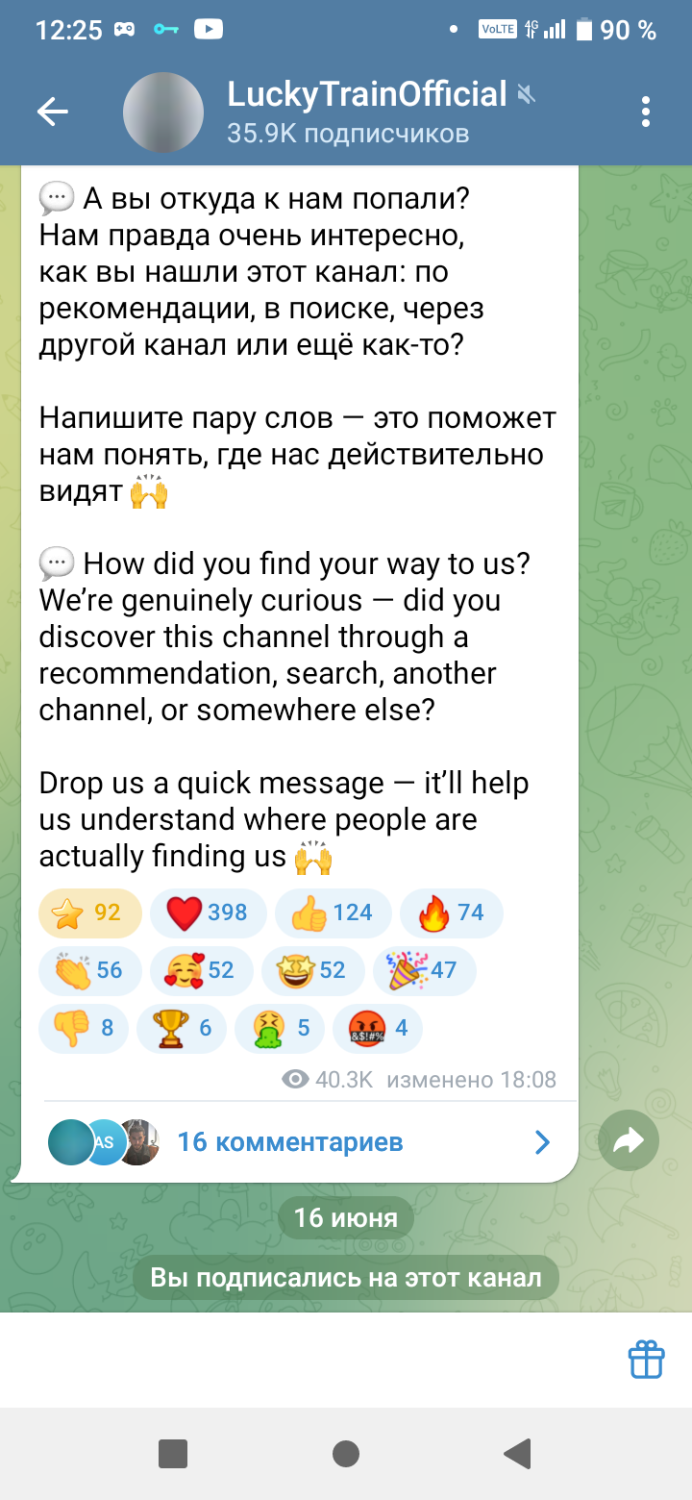 12:25
VoLTE 4G 90 %
LuckyTrainOfficial
35.9K подписчиков
А вы откуда к нам попали?
Нам правда очень интересно,
как вы нашли этот канал: по
рекомендации, в поиске, через
другой канал или ещё как-то?
Напишите пару слов — это поможет
нам понять, где нас действительно
видят 🙌
How did you find your way to us?
We’re genuinely curious — did you
discover this channel through a
recommendation, search, another
channel, or somewhere else?
Drop us a quick message — it’ll help
us understand where people are
actually finding us 🙌
92 398 124 74
56 52 52 47
8 6 5 &$!#% 4
40.3K изменено 18:08
AS 16 комментариев
16 июня
Вы подписались на этот канал